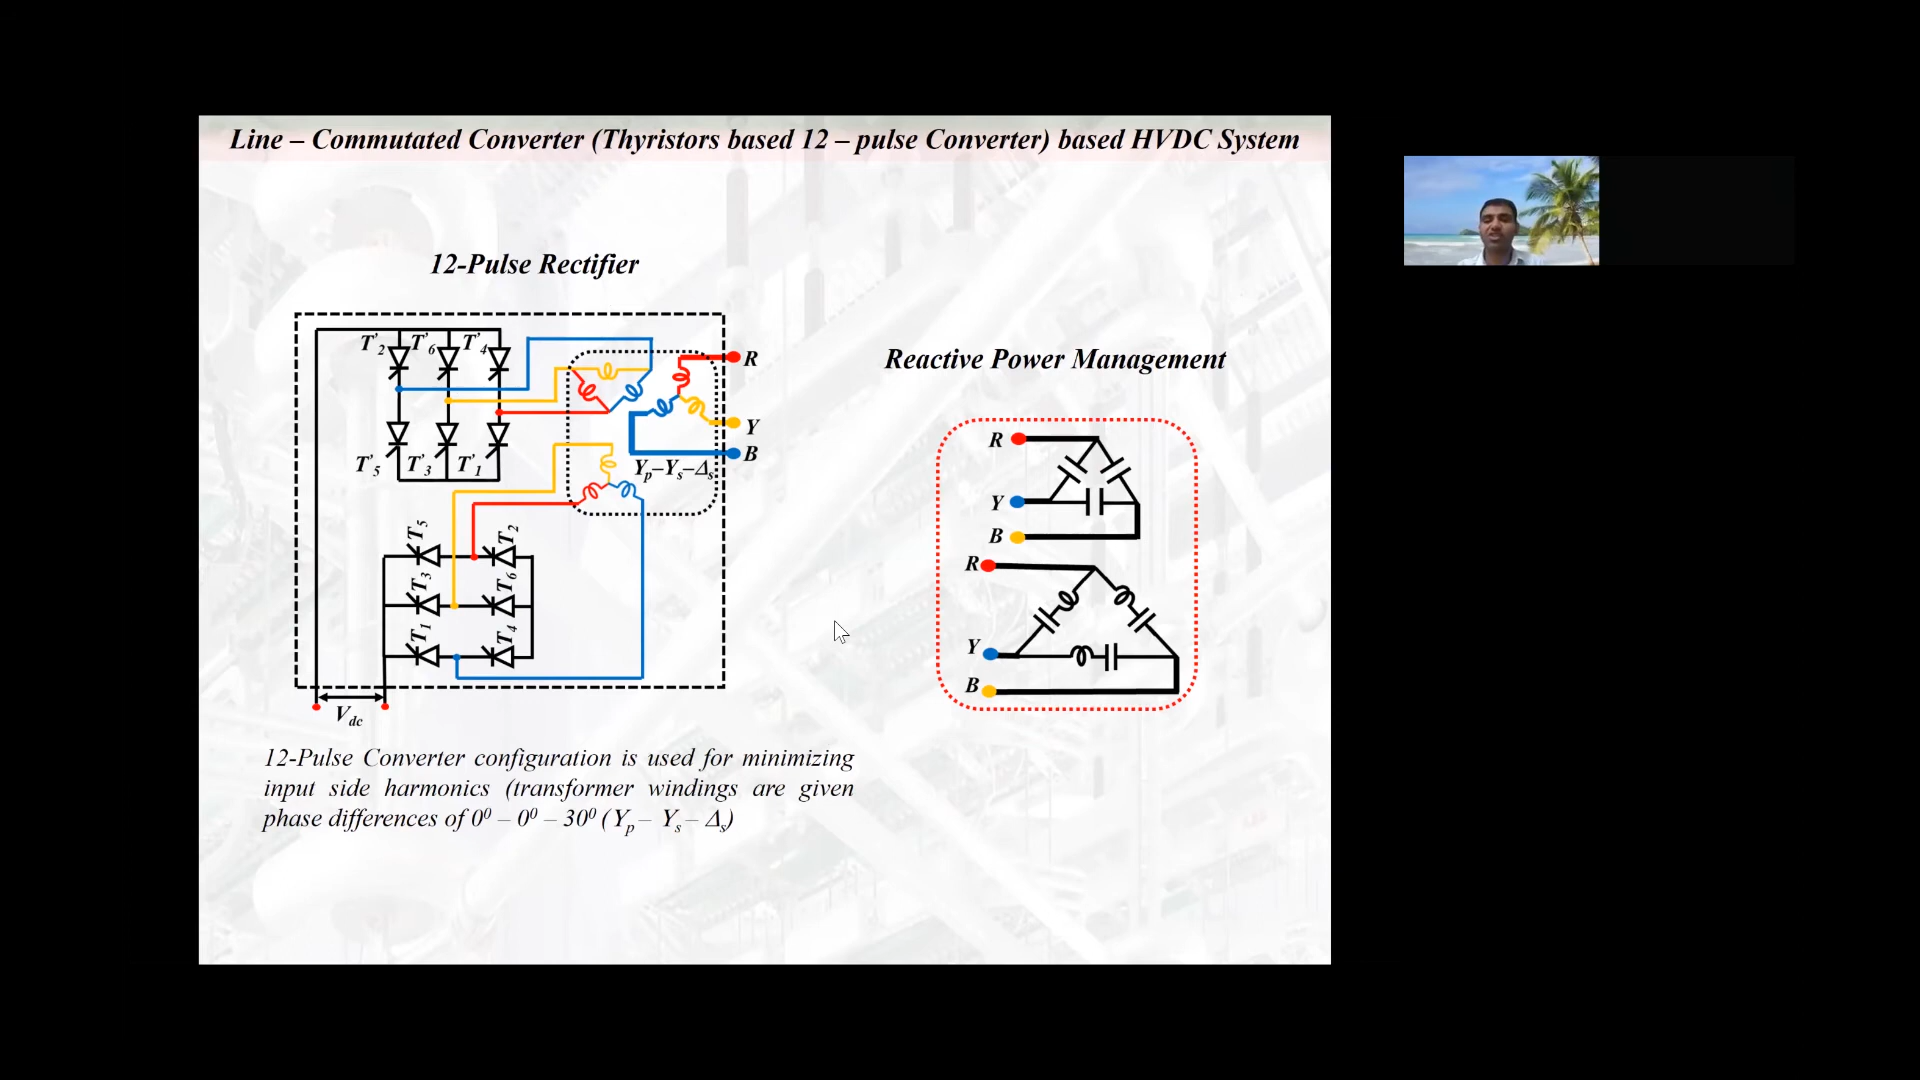 Line – Commutated Converter (Thyristors based 12 – pulse Converter) based HVDC System
12-Pulse Rectifier
T'2 T'6 T'4
R
Y
B
T'5 T'3 T'1
Yp–Ys–Δs
T5 T2
T3 T6
T1 T4
Vdc
12-Pulse Converter configuration is used for minimizing
input side harmonics (transformer windings are given
phase differences of 0⁰ – 0⁰ – 30⁰ (Yp – Ys – Δs)
Reactive Power Management
R
Y
B
R
Y
B